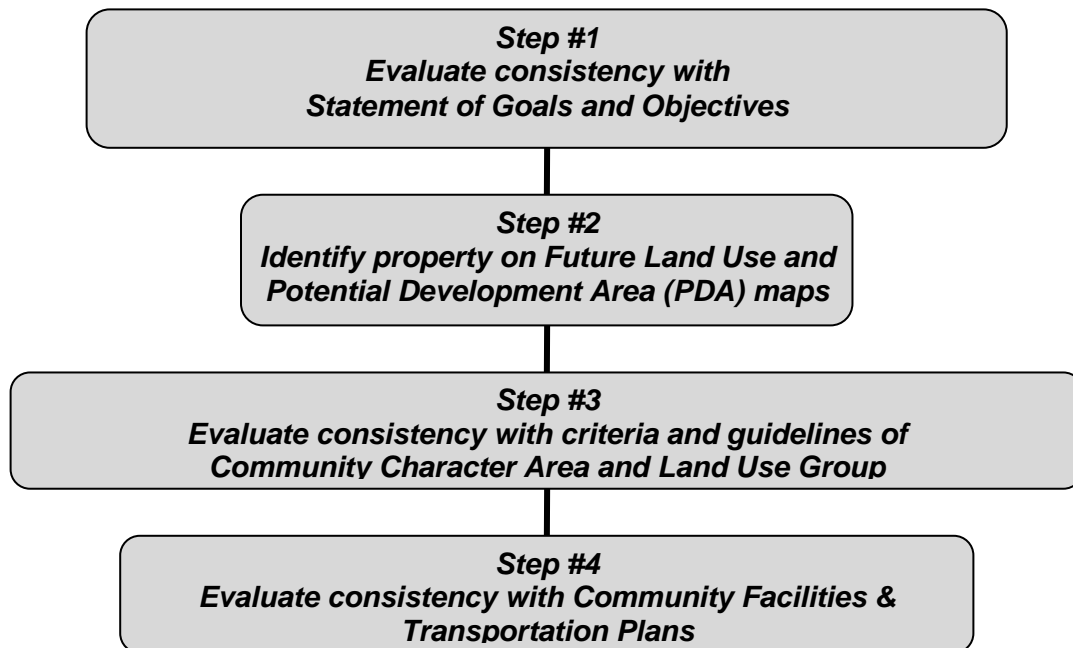 Step #1
Evaluate consistency with
Statement of Goals and Objectives
Step #2
Identify property on Future Land Use and
Potential Development Area (PDA) maps
Step #3
Evaluate consistency with criteria and guidelines of
Community Character Area and Land Use Group
Step #4
Evaluate consistency with Community Facilities &
Transportation Plans